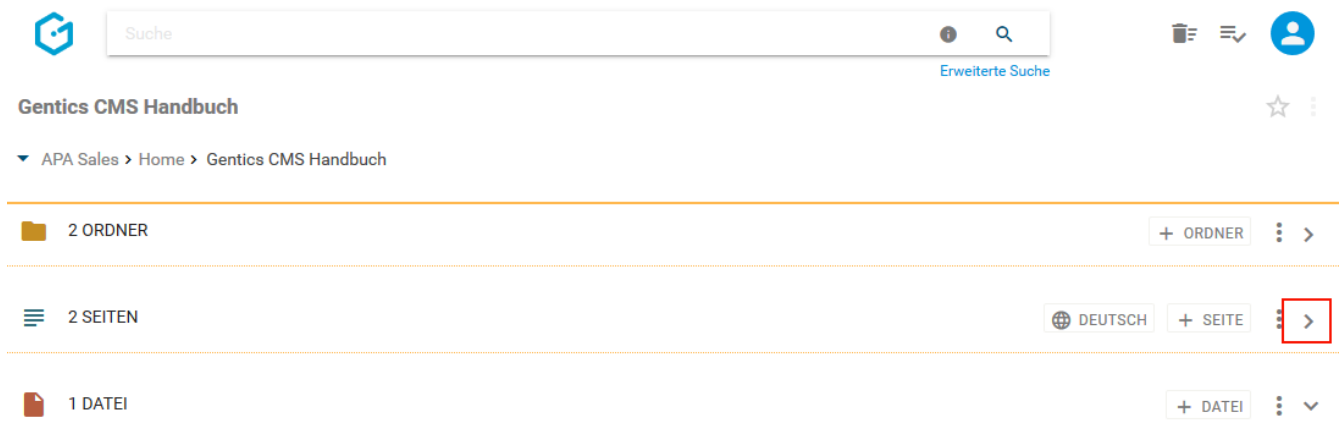 Suche
Erweiterte Suche
Gentics CMS Handbuch
APA Sales > Home > Gentics CMS Handbuch
2 ORDNER + ORDNER
2 SEITEN DEUTSCH + SEITE
1 DATEI + DATEI